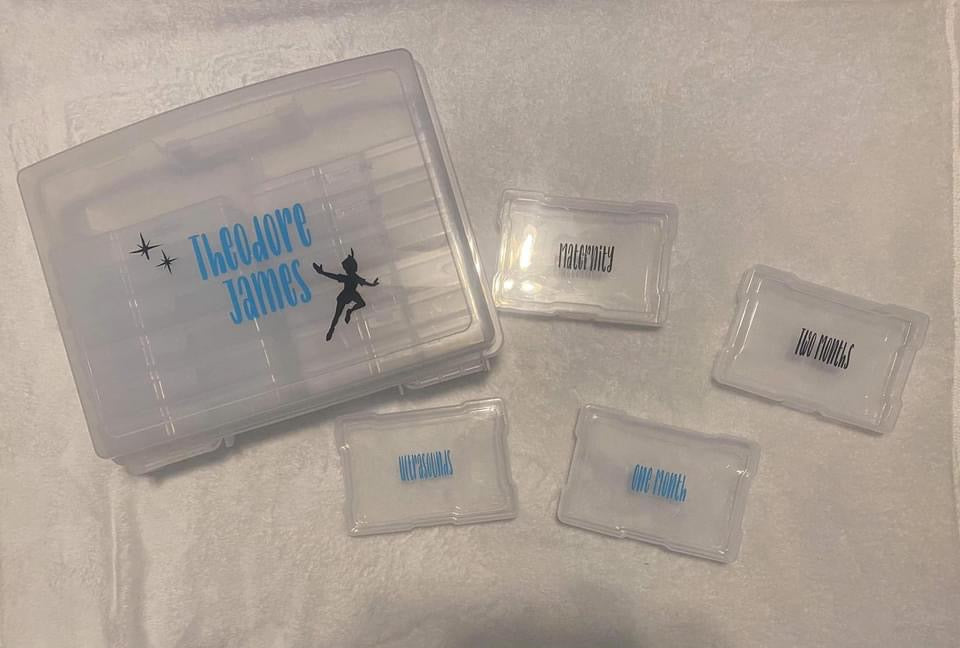 Theodore
James
Maternity
Two Months
ultrasounds
One Month